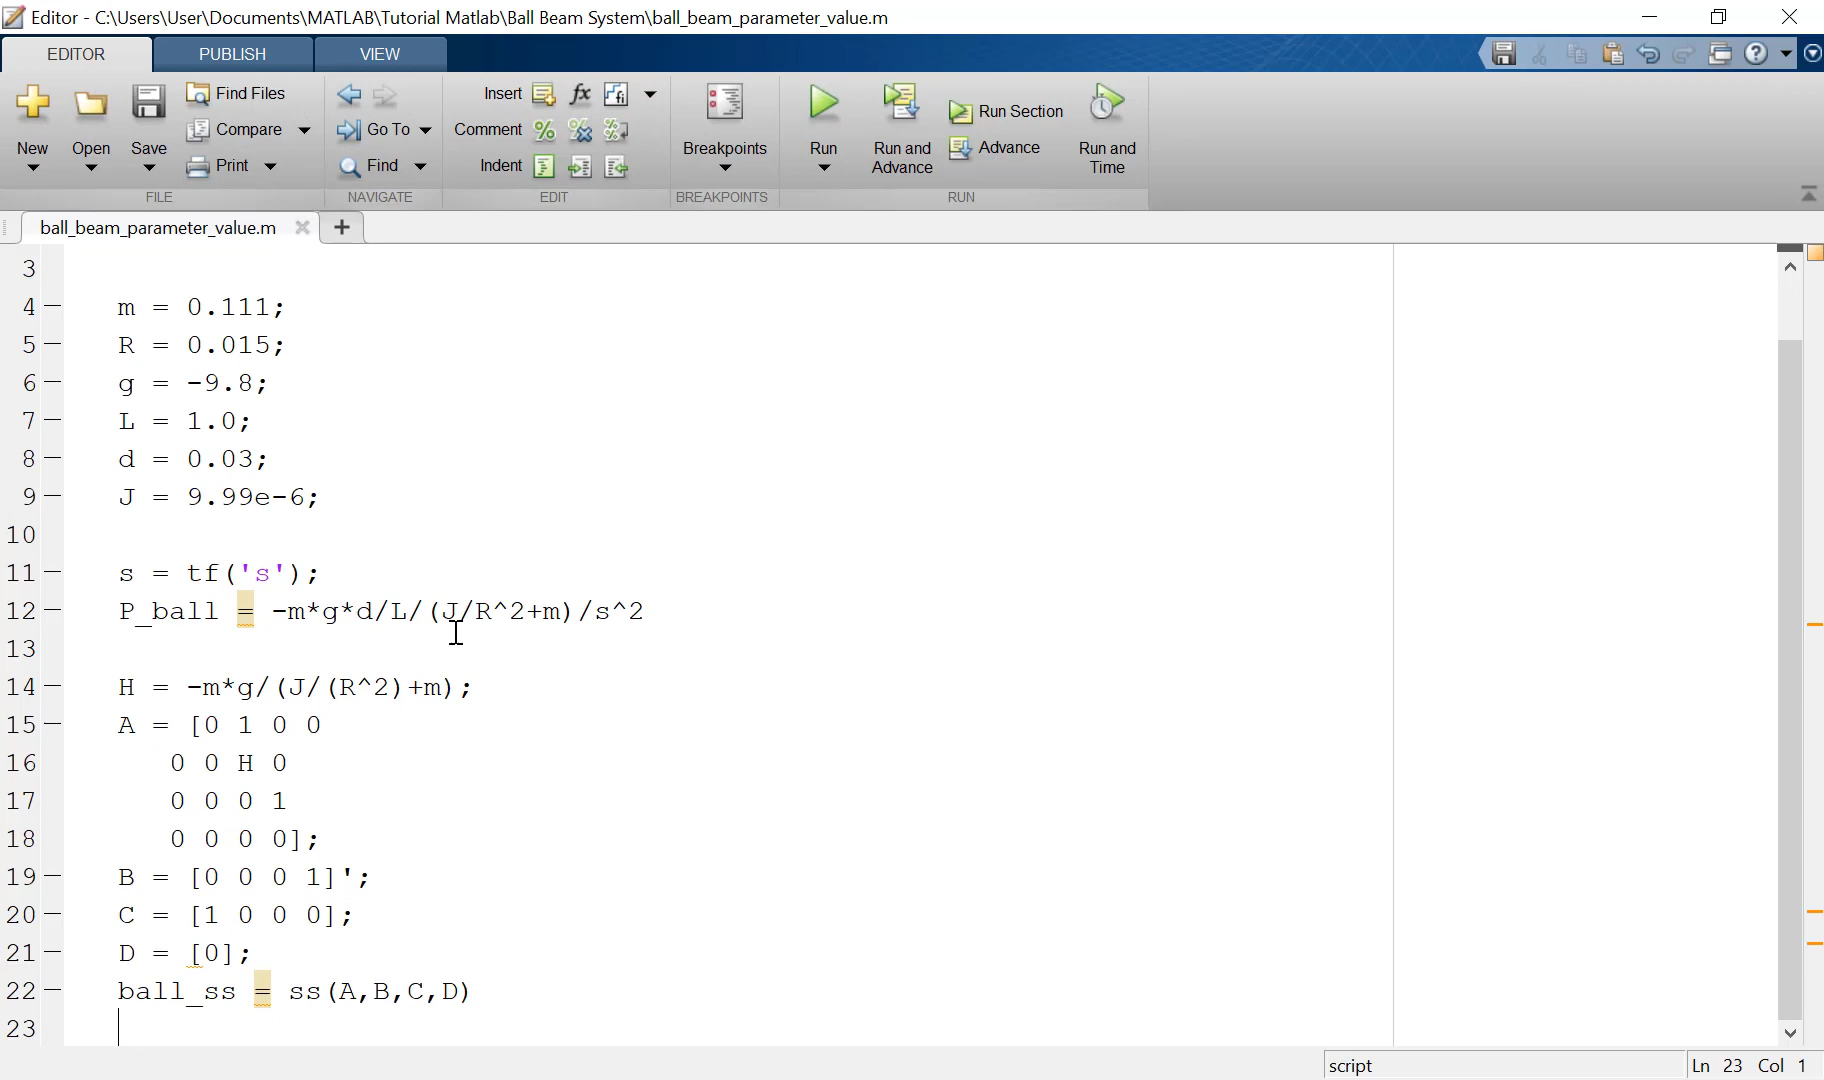 Editor - C:\Users\User\Documents\MATLAB\Tutorial Matlab\Ball Beam System\ball_beam_parameter_value.m
EDITOR PUBLISH VIEW
New
Open
Save
Find Files
Compare
Print
FILE
Go To
Find
NAVIGATE
Insert fx
Comment
Indent
EDIT
Breakpoints
BREAKPOINTS
Run
Run and
Advance
Run Section
Advance
Run and
Time
RUN
ball_beam_parameter_value.m
3
4 - m = 0.111;
5 - R = 0.015;
6 - g = -9.8;
7 - L = 1.0;
8 - d = 0.03;
9 - J = 9.99e-6;
10
11 - s = tf('s');
12 - P_ball = -m*g*d/L/(J/R^2+m)/s^2
13
14 - H = -m*g/(J/(R^2)+m);
15 - A = [0 1 0 0
16 0 0 H 0
17 0 0 0 1
18 0 0 0 0];
19 - B = [0 0 0 1]';
20 - C = [1 0 0 0];
21 - D = [0];
22 - ball_ss = ss(A,B,C,D)
23
script Ln 23 Col 1